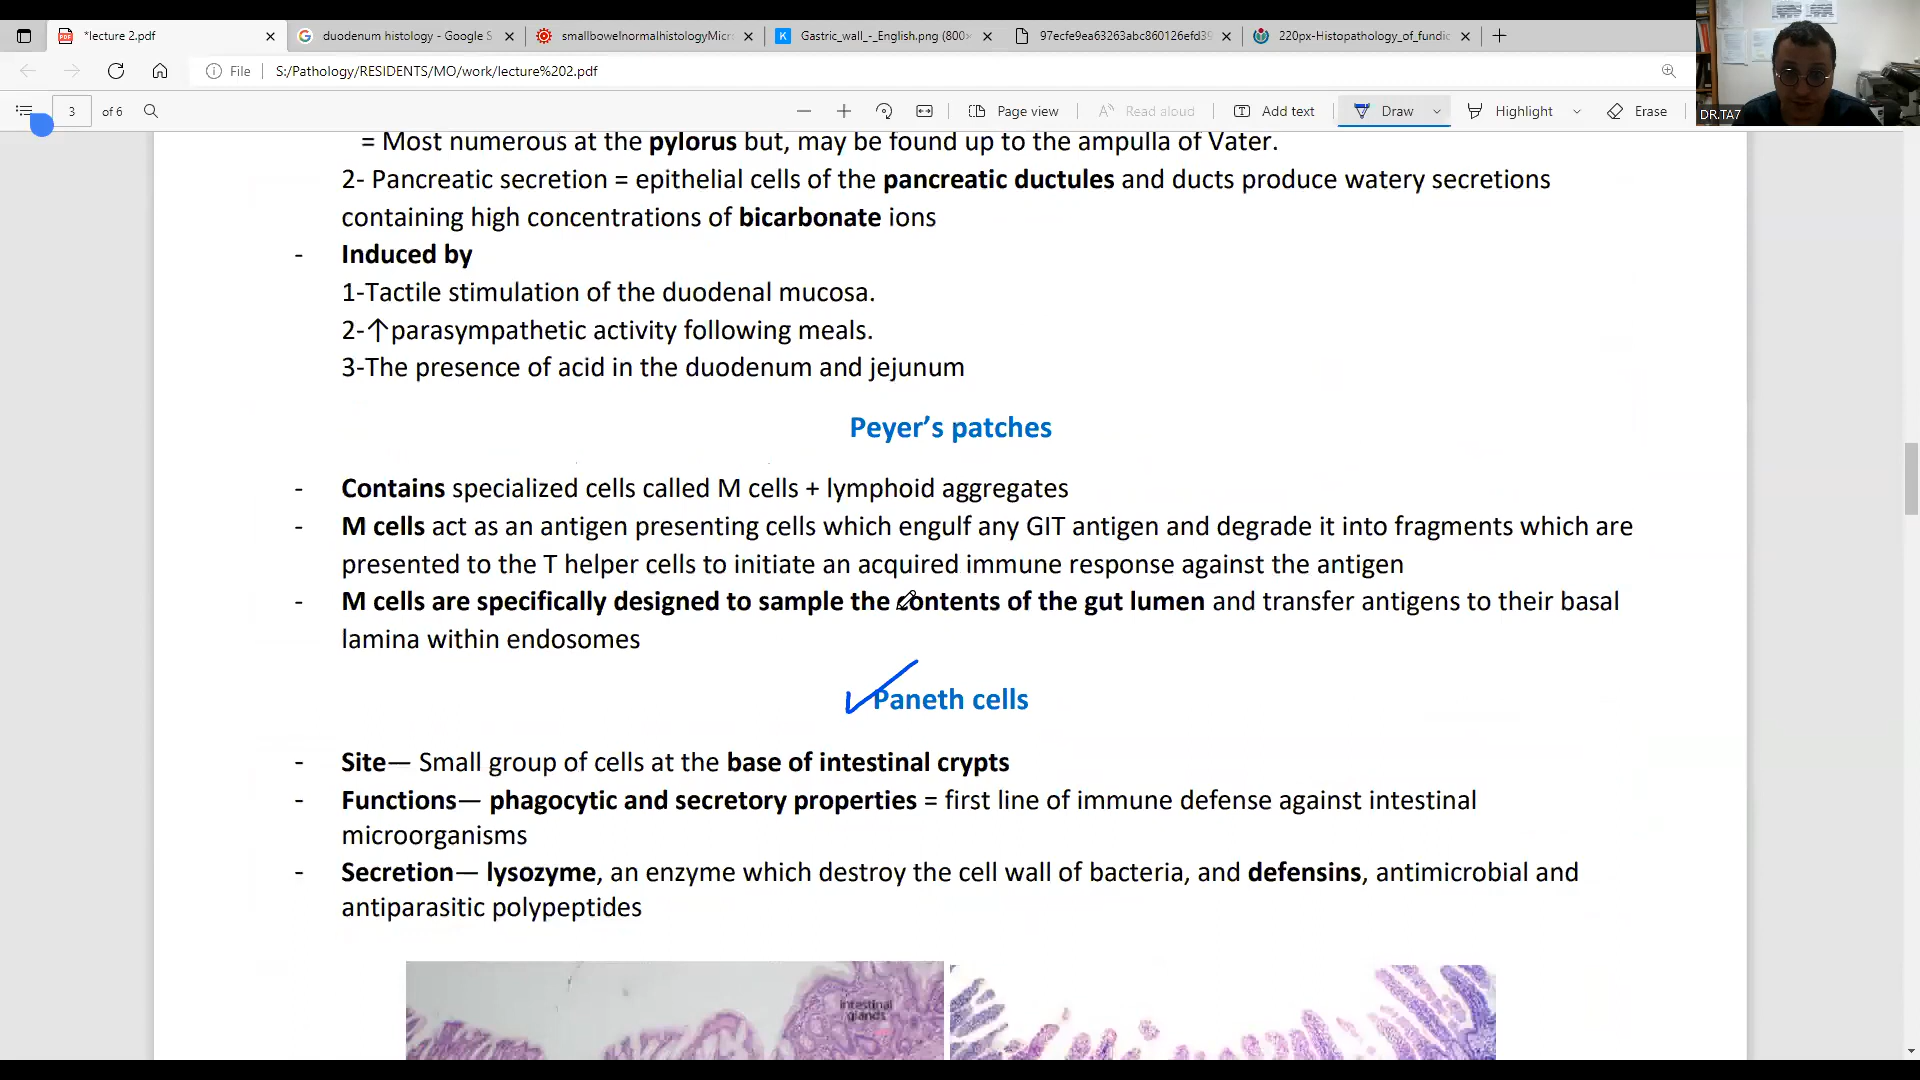 *lecture 2.pdf
duodenum histology - Google S
smallbowelnormalhistologyMicr
Gastric_wall_-_English.png (800×
97ecfe9ea63263abc860126efd39
220px-Histopathology_of_fundic
File
S:/Pathology/RESIDENTS/MO/work/lecture%202.pdf
3 of 6
Page view
Read aloud
Add text
Draw
Highlight
Erase
DR.TA7
= Most numerous at the pylorus but, may be found up to the ampulla of Vater.
2- Pancreatic secretion = epithelial cells of the pancreatic ductules and ducts produce watery secretions
containing high concentrations of bicarbonate ions
- Induced by
1-Tactile stimulation of the duodenal mucosa.
2-↑parasympathetic activity following meals.
3-The presence of acid in the duodenum and jejunum
Peyer’s patches
- Contains specialized cells called M cells + lymphoid aggregates
- M cells act as an antigen presenting cells which engulf any GIT antigen and degrade it into fragments which are
presented to the T helper cells to initiate an acquired immune response against the antigen
- M cells are specifically designed to sample the contents of the gut lumen and transfer antigens to their basal
lamina within endosomes
Paneth cells
- Site— Small group of cells at the base of intestinal crypts
- Functions— phagocytic and secretory properties = first line of immune defense against intestinal
microorganisms
- Secretion— lysozyme, an enzyme which destroy the cell wall of bacteria, and defensins, antimicrobial and
antiparasitic polypeptides
intestinal
glands